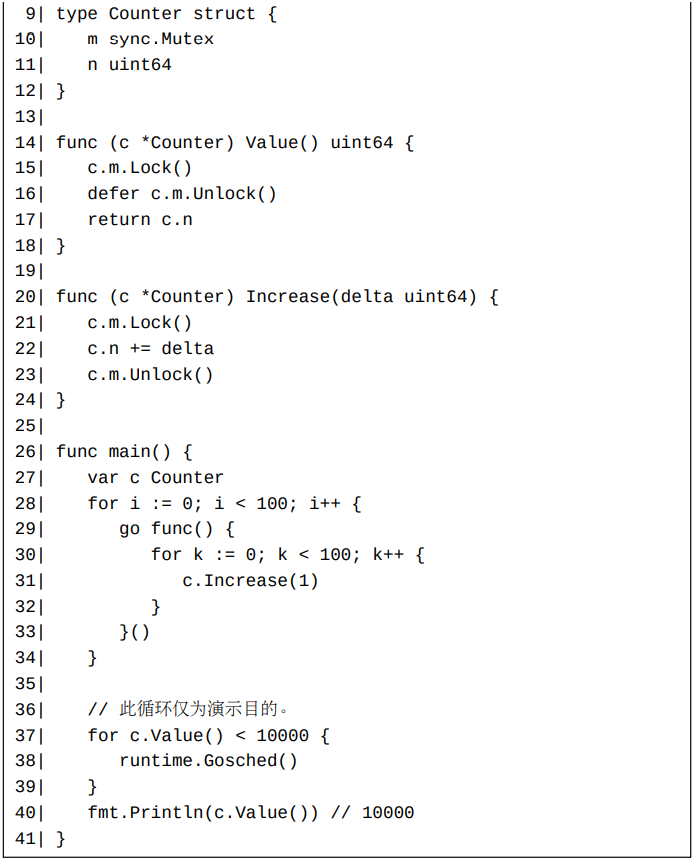 9| type Counter struct {
10|    m sync.Mutex
11|    n uint64
12| }
13|
14| func (c *Counter) Value() uint64 {
15|    c.m.Lock()
16|    defer c.m.Unlock()
17|    return c.n
18| }
19|
20| func (c *Counter) Increase(delta uint64) {
21|    c.m.Lock()
22|    c.n += delta
23|    c.m.Unlock()
24| }
25|
26| func main() {
27|    var c Counter
28|    for i := 0; i < 100; i++ {
29|       go func() {
30|          for k := 0; k < 100; k++ {
31|             c.Increase(1)
32|          }
33|       }()
34|    }
35|
36|    // 此循环仅为演示目的。
37|    for c.Value() < 10000 {
38|       runtime.Gosched()
39|    }
40|    fmt.Println(c.Value()) // 10000
41| }